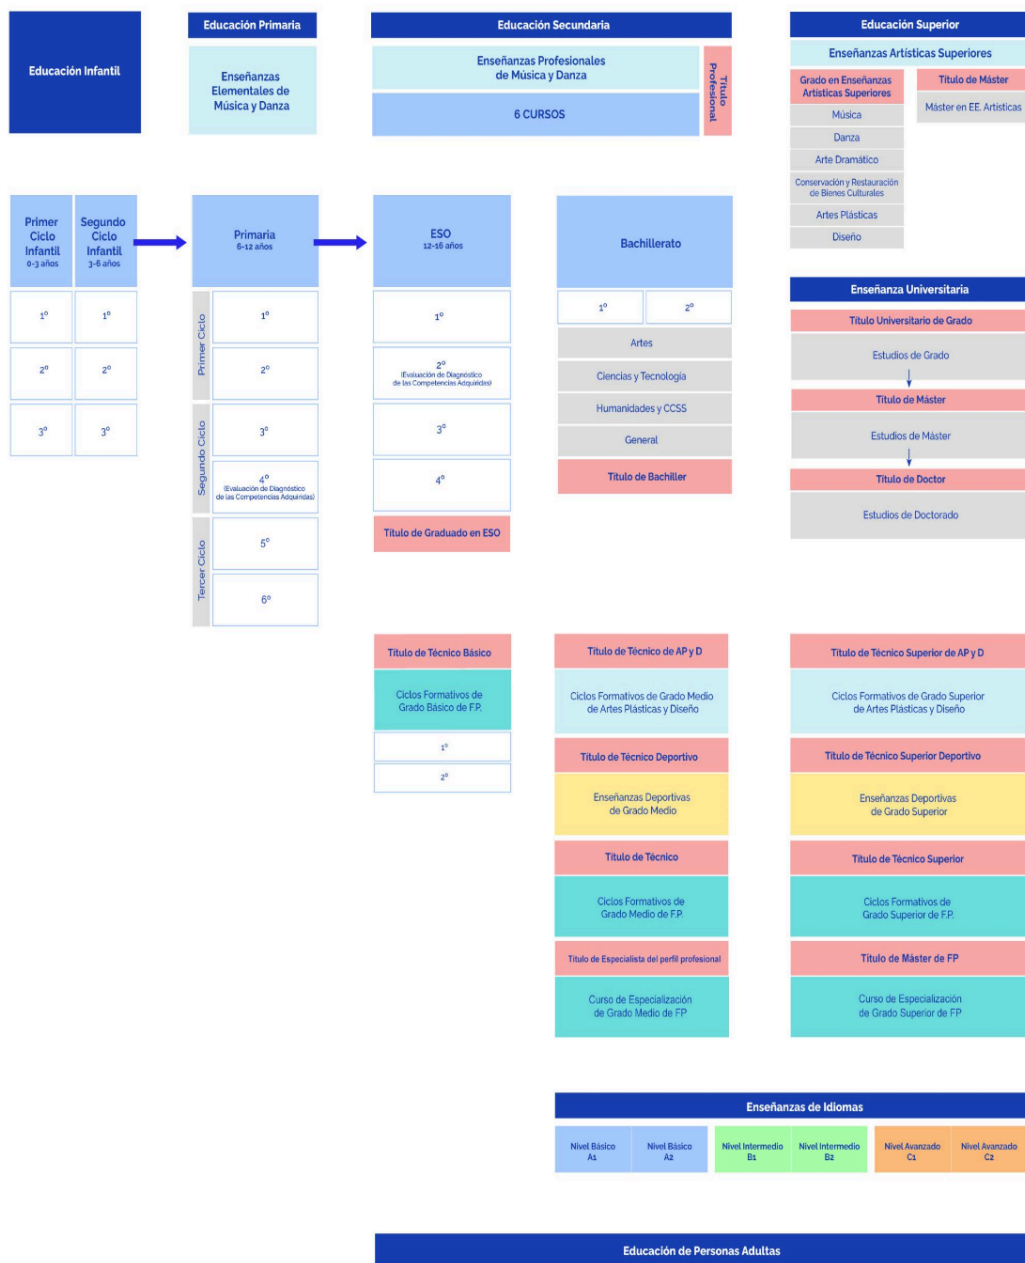 Educación Infantil
Educación Primaria
Enseñanzas
Elementales de
Música y Danza
Educación Secundaria
Enseñanzas Profesionales
de Música y Danza
6 CURSOS
Título
Profesional
Educación Superior
Enseñanzas Artísticas Superiores
Grado en Enseñanzas
Artísticas Superiores
Música
Danza
Arte Dramático
Conservación y Restauración
de Bienes Culturales
Artes Plásticas
Diseño
Título de Máster
Máster en EE. Artísticas
Primer
Ciclo
Infantil
0-3 años
1º
2º
3º
Segundo
Ciclo
Infantil
3-6 años
1º
2º
3º
Primaria
6-12 años
Primer Ciclo
1º
2º
Segundo Ciclo
3º
4º
(Evaluación de Diagnóstico
de las Competencias Adquiridas)
Tercer Ciclo
5º
6º
ESO
12-16 años
1º
2º
(Evaluación de Diagnóstico
de las Competencias Adquiridas)
3º
4º
Título de Graduado en ESO
Bachillerato
1º
2º
Artes
Ciencias y Tecnología
Humanidades y CCSS
General
Título de Bachiller
Enseñanza Universitaria
Título Universitario de Grado
Estudios de Grado
Título de Máster
Estudios de Máster
Título de Doctor
Estudios de Doctorado
Título de Técnico Básico
Ciclos Formativos de
Grado Básico de F.P.
1º
2º
Título de Técnico de AP y D
Ciclos Formativos de Grado Medio
de Artes Plásticas y Diseño
Título de Técnico Deportivo
Enseñanzas Deportivas
de Grado Medio
Título de Técnico
Ciclos Formativos de
Grado Medio de F.P.
Título de Especialista del perfil profesional
Curso de Especialización
de Grado Medio de FP
Título de Técnico Superior de AP y D
Ciclos Formativos de Grado Superior
de Artes Plásticas y Diseño
Título de Técnico Superior Deportivo
Enseñanzas Deportivas
de Grado Superior
Título de Técnico Superior
Ciclos Formativos de
Grado Superior de F.P.
Título de Máster de FP
Curso de Especialización
de Grado Superior de FP
Enseñanzas de Idiomas
Nivel Básico
A1
Nivel Básico
A2
Nivel Intermedio
B1
Nivel Intermedio
B2
Nivel Avanzado
C1
Nivel Avanzado
C2
Educación de Personas Adultas